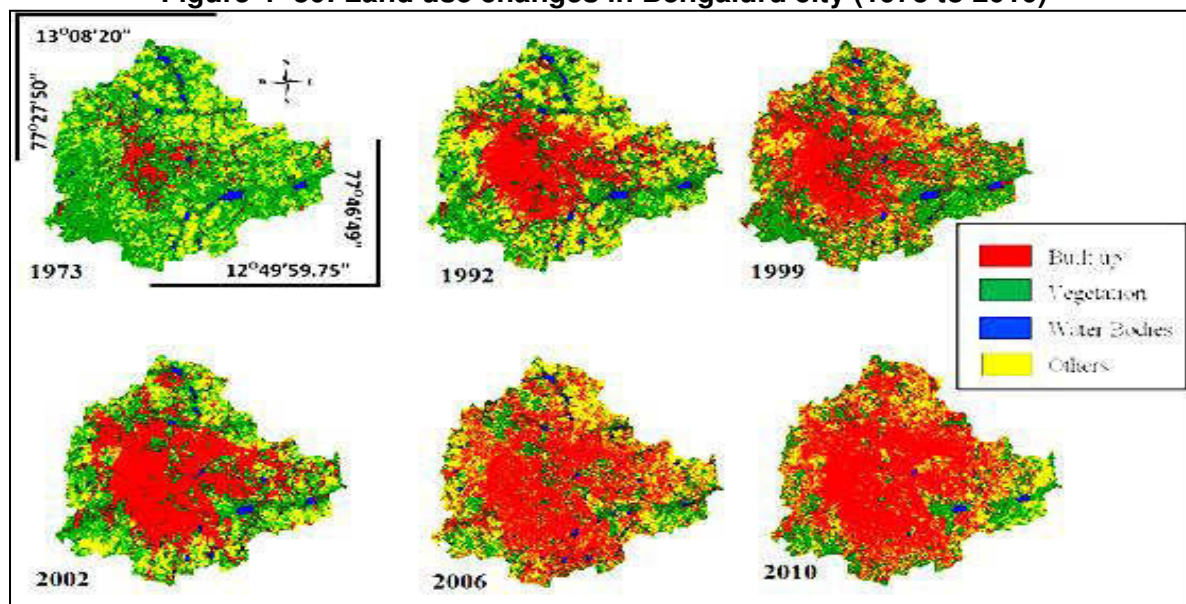 Land use changes in Bengaluru city (1973 to 2010)
13°08'20"
77°27'50"
77°46'49"
12°49'59.75"
1973
1992
1999
Built up
Vegetation
Water Bodies
Others
2002
2006
2010